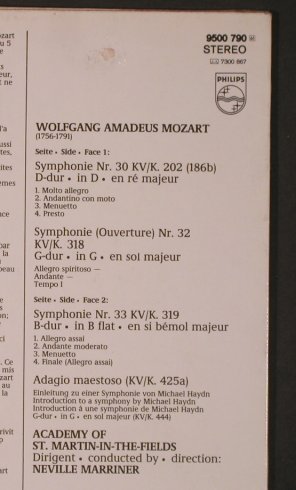 9500 790
STEREO
7300 867
PHILIPS
WOLFGANG AMADEUS MOZART
(1756-1791)
Seite • Side • Face 1:
Symphonie Nr. 30 KV/K. 202 (186b)
D-dur • in D • en ré majeur
1. Molto allegro
2. Andantino con moto
3. Menuetto
4. Presto
Symphonie (Ouverture) Nr. 32
KV/K. 318
G-dur • in G • en sol majeur
Allegro spiritoso —
Andante —
Tempo I
Seite • Side • Face 2:
Symphonie Nr. 33 KV/K. 319
B-dur • in B flat • en si bémol majeur
1. Allegro assai
2. Andante moderato
3. Menuetto
4. Finale (Allegro assai)
Adagio maestoso (KV/K. 425a)
Einleitung zu einer Symphonie von Michael Haydn
Introduction to a symphony by Michael Haydn
Introduction à une symphonie de Michael Haydn
G-dur • in G • en sol majeur (KV/K. 444)
ACADEMY OF
ST. MARTIN-IN-THE-FIELDS
Dirigent • conducted by • direction:
NEVILLE MARRINER